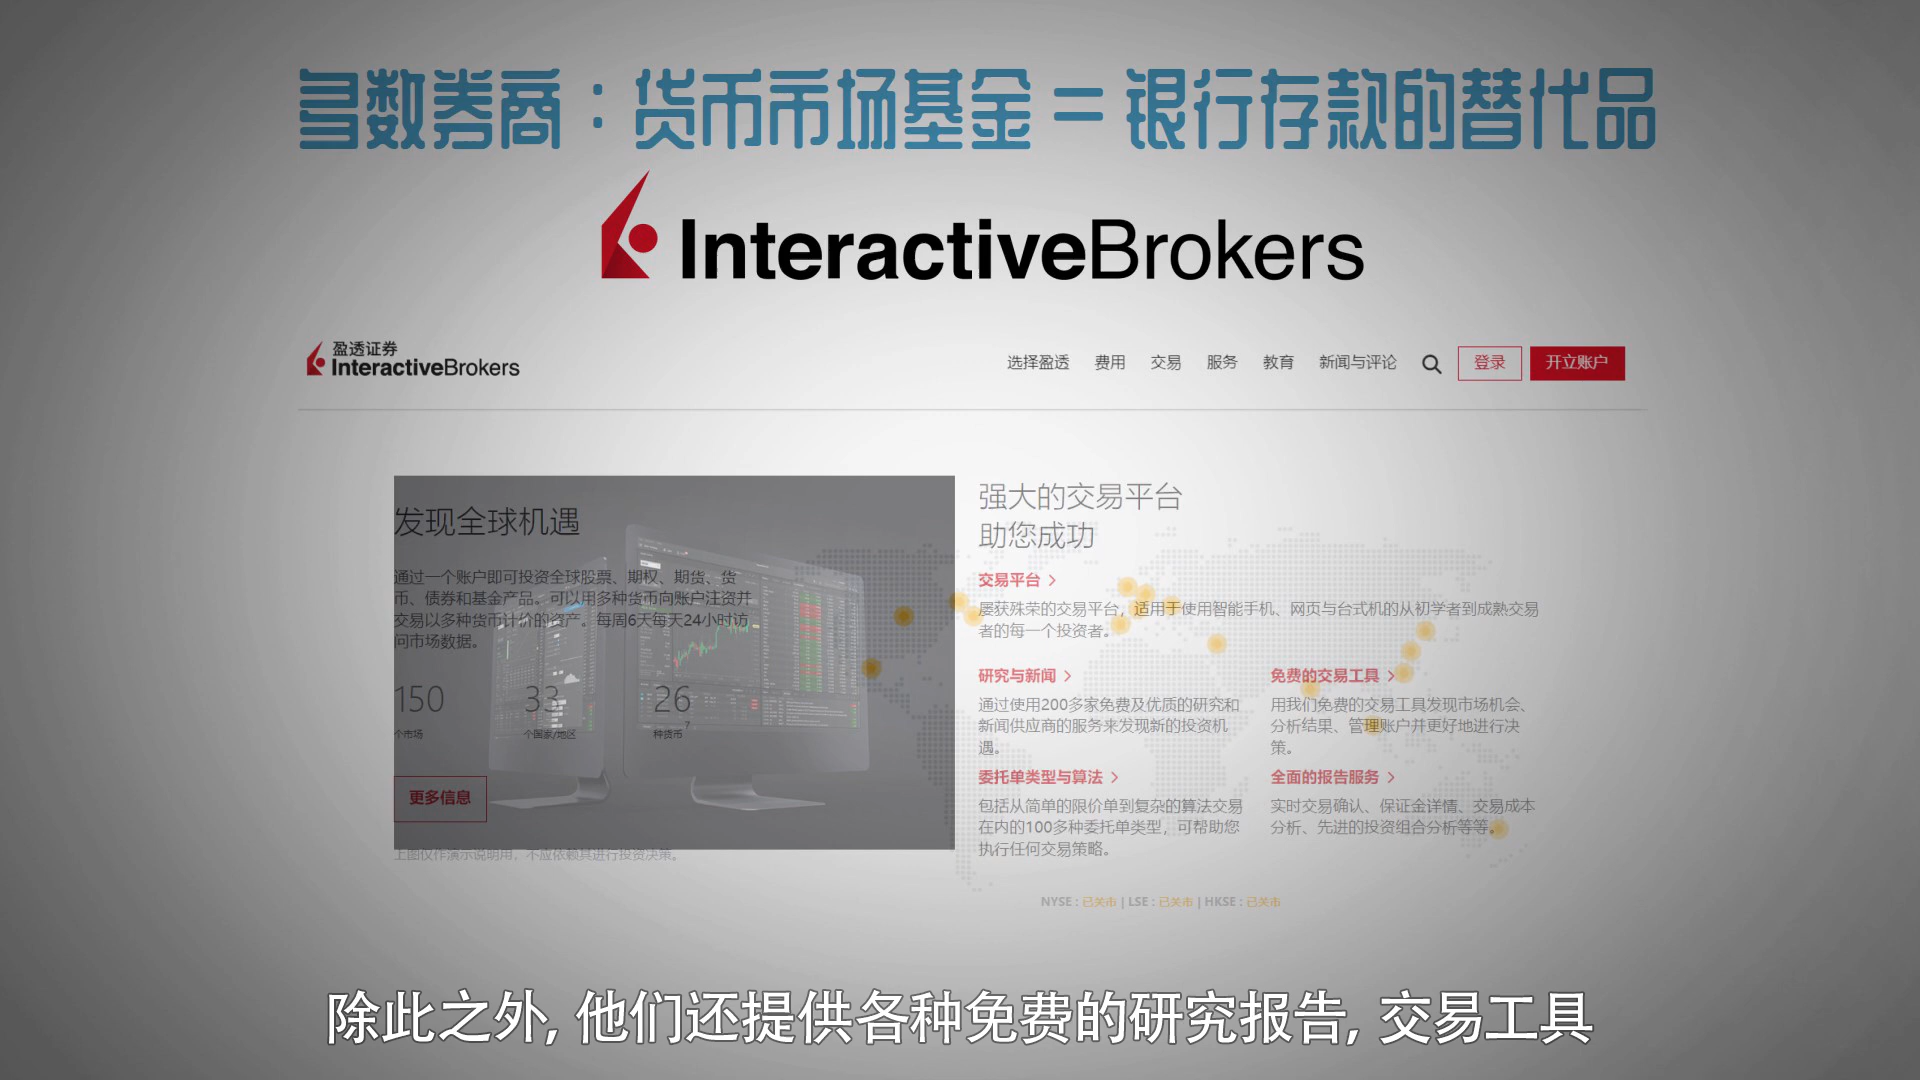 多数券商：货币市场基金＝银行存款的替代品
InteractiveBrokers
盈透证券
InteractiveBrokers
选择盈透 费用 交易 服务 教育 新闻与评论 登录 开立账户
发现全球机遇
通过一个账户即可投资全球股票、期权、期货、货
币、债券和基金产品。可以用多种货币向账户注资并
交易以多种货币计价的资产。每周6天每天24小时访
问市场数据。
150 33 26
个市场 个国家/地区 种货币
更多信息
上图仅作演示说明用，不应依赖其进行投资决策。
强大的交易平台
助您成功
交易平台
屡获殊荣的交易平台，适用于使用智能手机、网页与台式机的从初学者到成熟交易
者的每一个投资者。
研究与新闻
通过使用200多家免费及优质的研究和
新闻供应商的服务来发现新的投资机
遇。
免费的交易工具
用我们免费的交易工具发现市场机会、
分析结果、管理账户并更好地进行决
策。
委托单类型与算法
包括从简单的限价单到复杂的算法交易
在内的100多种委托单类型，可帮助您
执行任何交易策略。
全面的报告服务
实时交易确认、保证金详情、交易成本
分析、先进的投资组合分析等等。
NYSE : 已关市 | LSE : 已关市 | HKSE : 已关市
除此之外, 他们还提供各种免费的研究报告, 交易工具